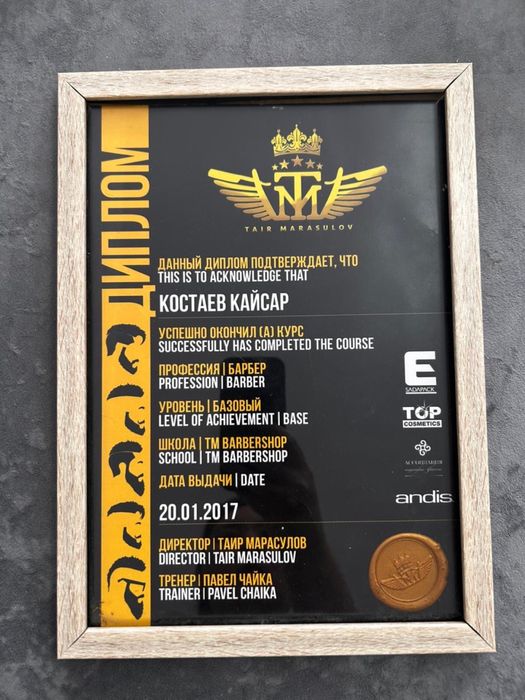 ДИПЛОМ
TM
TAIR MARASULOV
ДАННЫЙ ДИПЛОМ ПОДТВЕРЖДАЕТ, ЧТО
THIS IS TO ACKNOWLEDGE THAT
КОСТАЕВ КАЙСАР
УСПЕШНО ОКОНЧИЛ (А) КУРС
SUCCESSFULLY HAS COMPLETED THE COURSE
ПРОФЕССИЯ | БАРБЕР
PROFESSION | BARBER
УРОВЕНЬ | БАЗОВЫЙ
LEVEL OF ACHIEVEMENT | BASE
ШКОЛА | TM BARBERSHOP
SCHOOL | TM BARBERSHOP
ДАТА ВЫДАЧИ | DATE
20.01.2017
ДИРЕКТОР | ТАИР МАРАСУЛОВ
DIRECTOR | TAIR MARASULOV
ТРЕНЕР | ПАВЕЛ ЧАЙКА
TRAINER | PAVEL CHAIKA
E
SADAPACK
TOP
COSMETICS
АССОЦИАЦИЯ
andis